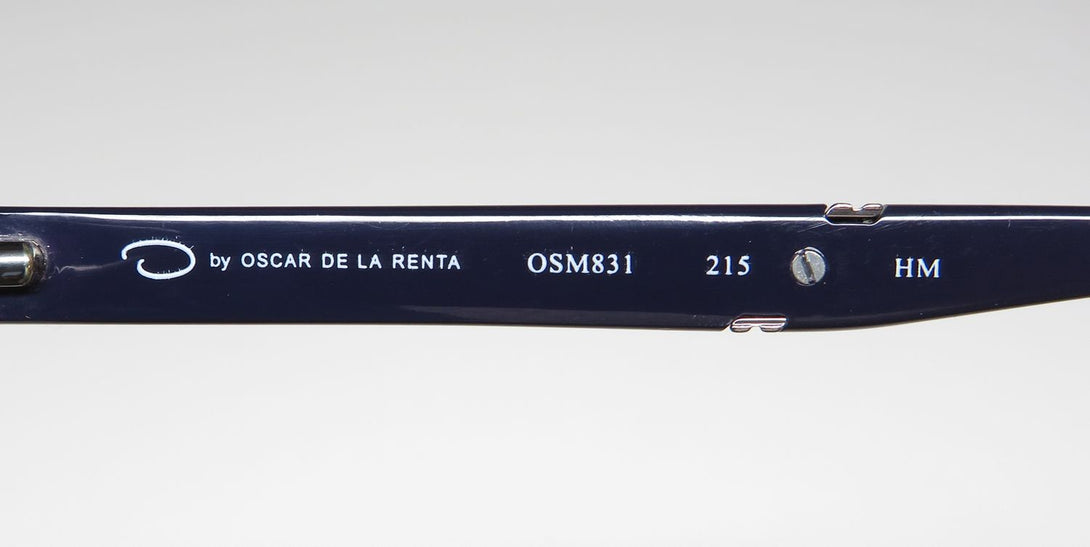 O by OSCAR DE LA RENTA OSM831 215 HM